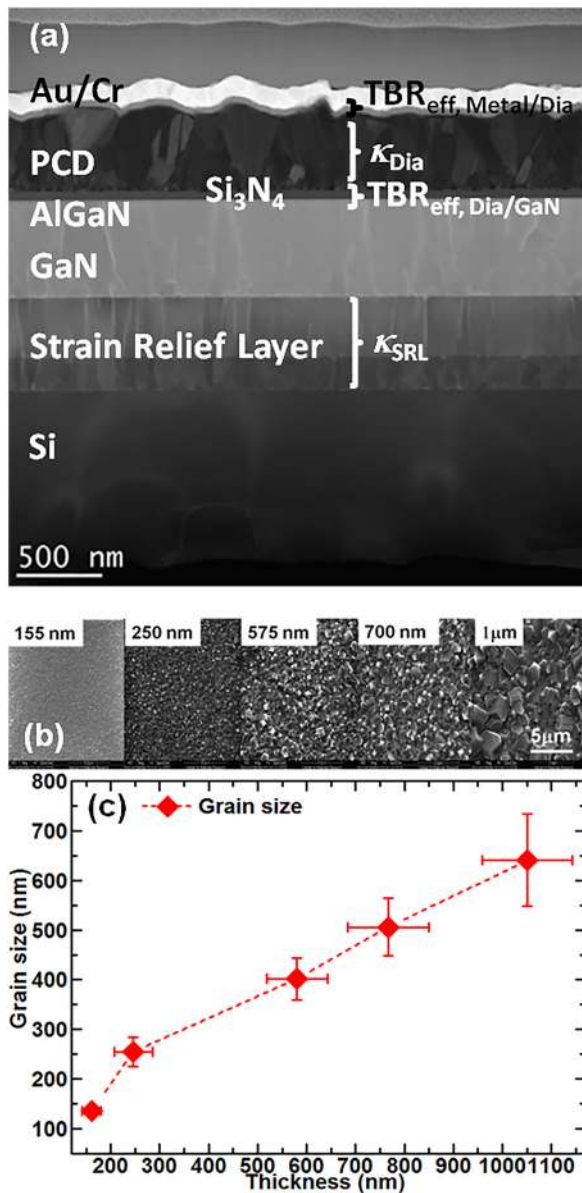 (a)
Au/Cr
TBReff, Metal/Dia
PCD
κDia
Si3N4
TBReff, Dia/GaN
AlGaN
GaN
Strain Relief Layer
κSRL
Si
500 nm
155 nm 250 nm 575 nm 700 nm 1μm
(b)
5μm
(c)
Grain size
Grain size (nm)
800
700
600
500
400
300
200
100
200 300 400 500 600 700 800 900 1000 1100
Thickness (nm)